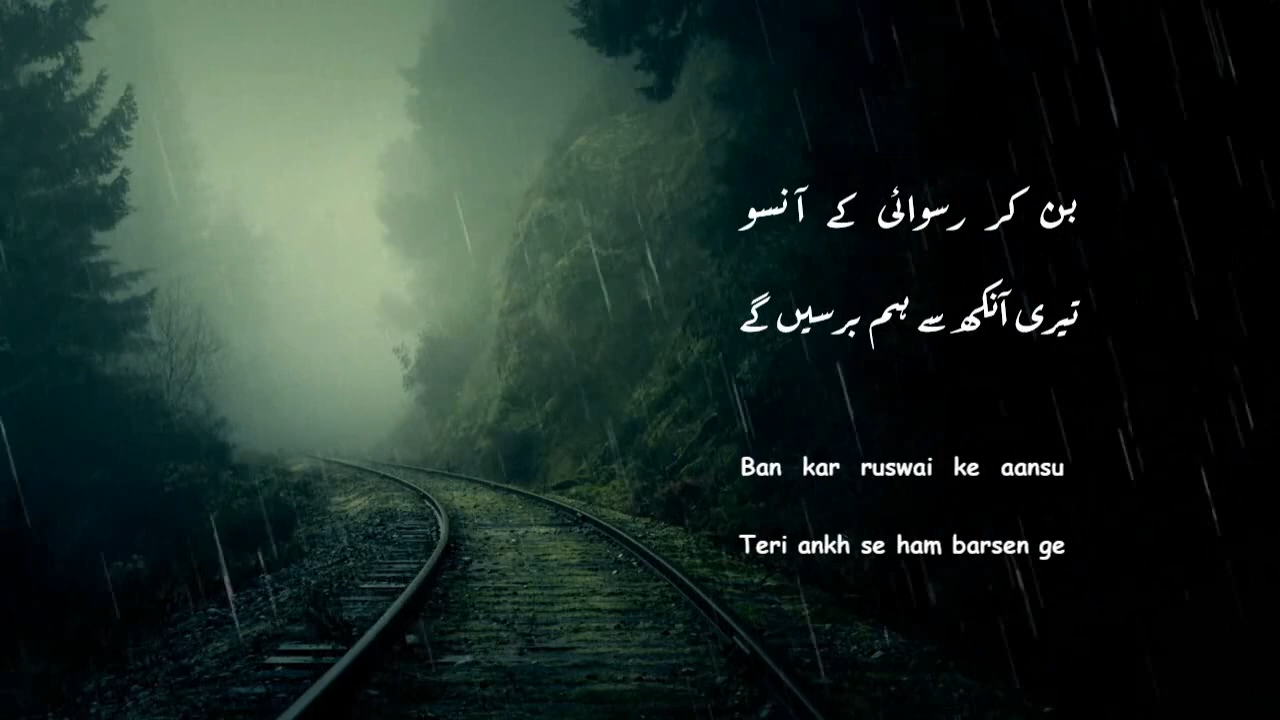 بن کر رسوائی کے آنسو
تیری آنکھ سے ہم برسیں گے
Ban kar ruswai ke aansu
Teri ankh se ham barsen ge